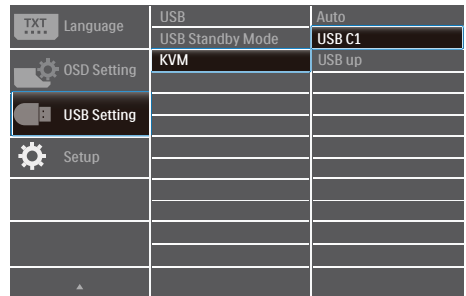 TXT
Language
OSD Setting
USB Setting
Setup
USB
USB Standby Mode
KVM
Auto
USB C1
USB up